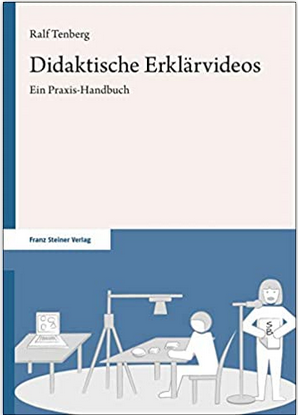 Ralf Tenberg
Didaktische Erklärvideos
Ein Praxis-Handbuch
Franz Steiner Verlag